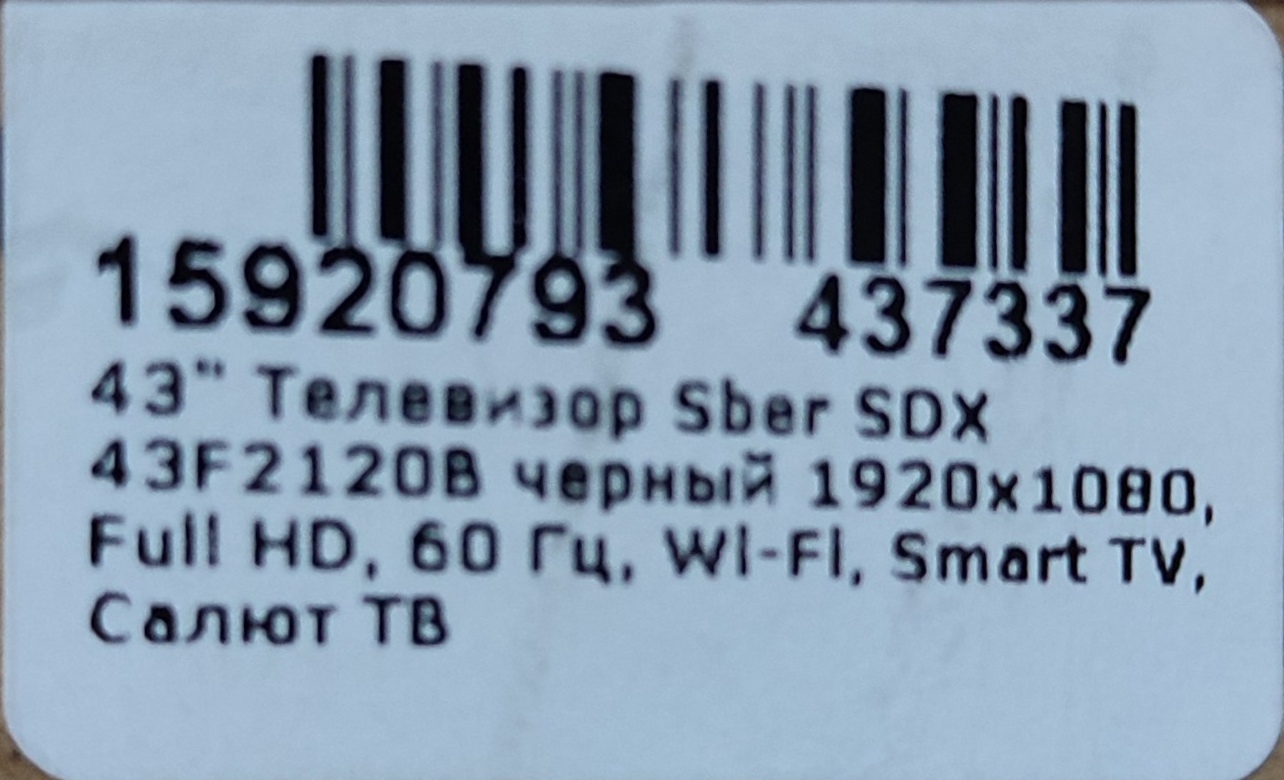 15920793 437337
43" Телевизор Sber SDX
43F2120B черный 1920x1080,
Full HD, 60 Гц, Wi-Fi, Smart TV,
Салют ТВ